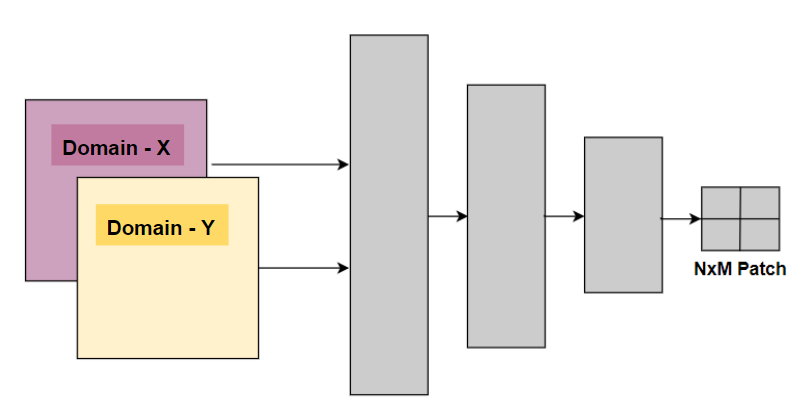 Domain - X
Domain - Y
NxM Patch